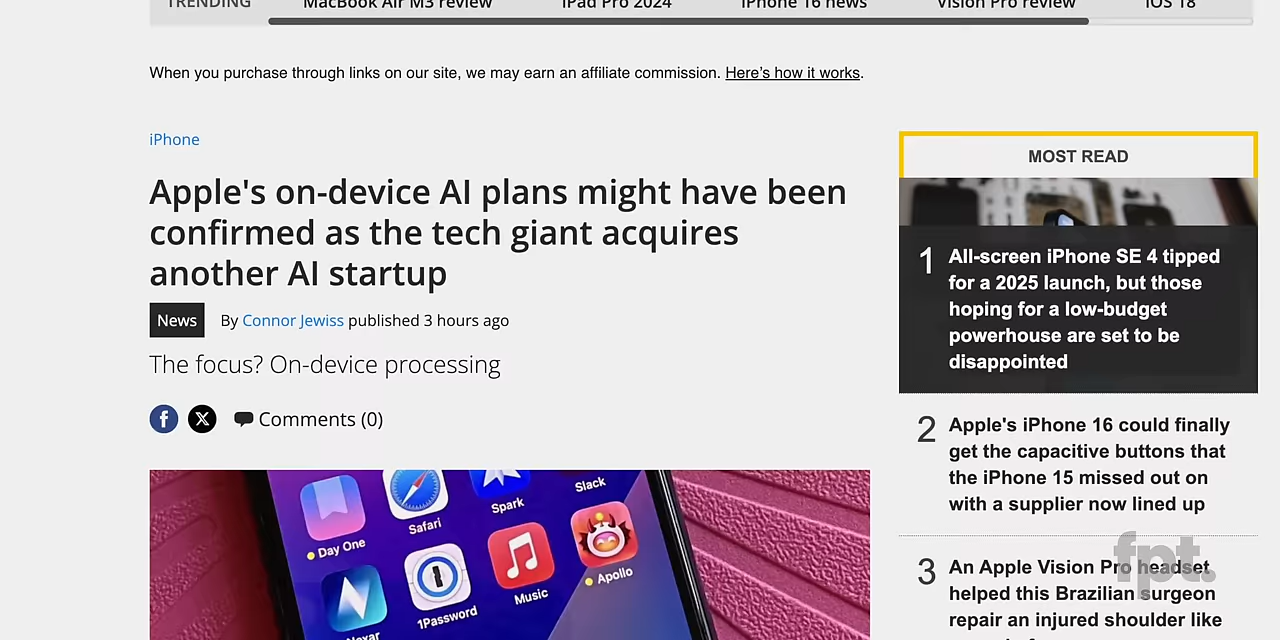 TRENDING MacBook Air M3 review iPad Pro 2024 iPhone 16 news Vision Pro review iOS 18
When you purchase through links on our site, we may earn an affiliate commission. Here’s how it works.
iPhone
Apple's on-device AI plans might have been
confirmed as the tech giant acquires
another AI startup
News By Connor Jewiss published 3 hours ago
The focus? On-device processing
Comments (0)
Day One
Safari
Spark
Slack
1Password
Music
Apollo
MOST READ
1 All-screen iPhone SE 4 tipped
for a 2025 launch, but those
hoping for a low-budget
powerhouse are set to be
disappointed
2 Apple's iPhone 16 could finally
get the capacitive buttons that
the iPhone 15 missed out on
with a supplier now lined up
3 An Apple Vision Pro headset
helped this Brazilian surgeon
repair an injured shoulder like
fpt.